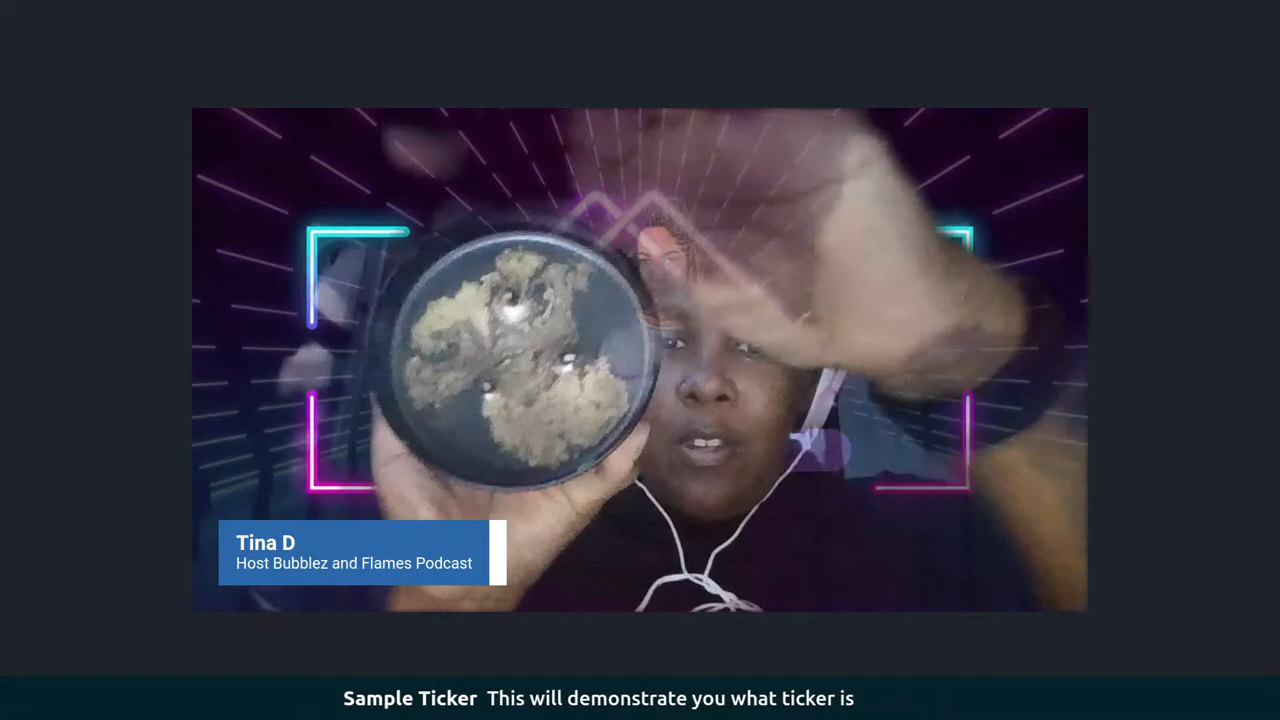 Tina D
Host Bubblez and Flames Podcast
Sample Ticker This will demonstrate you what ticker is